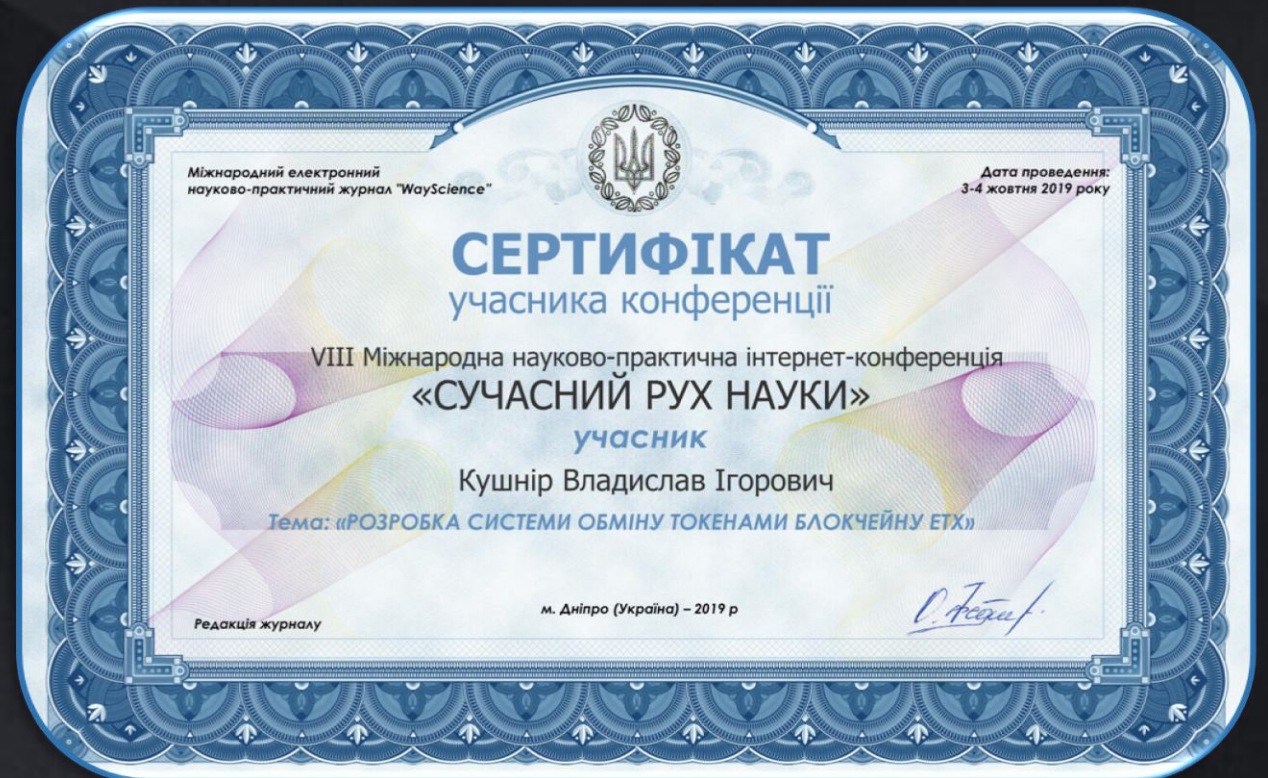 Міжнародний електронний
науково-практичний журнал "WayScience"
Дата проведення:
3-4 жовтня 2019 року
СЕРТИФІКАТ
учасника конференції
VIII Міжнародна науково-практична інтернет-конференція
«СУЧАСНИЙ РУХ НАУКИ»
учасник
Кушнір Владислав Ігорович
Тема: «РОЗРОБКА СИСТЕМИ ОБМІНУ ТОКЕНАМИ БЛОКЧЕЙНУ ЕТХ»
м. Дніпро (Україна) – 2019 р
Редакція журналу